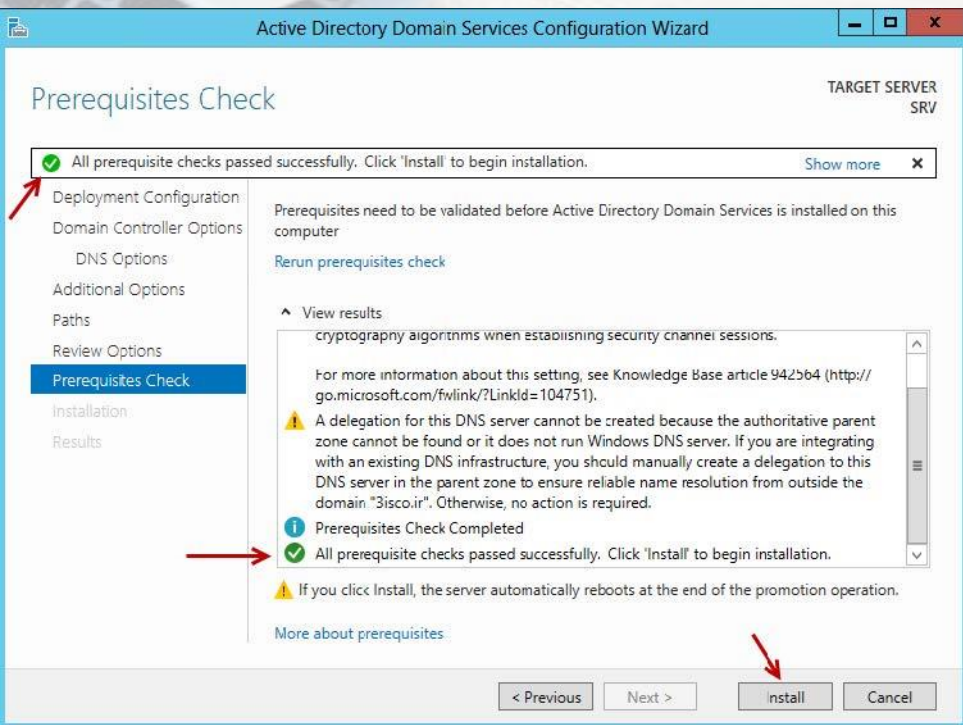 Active Directory Domain Services Configuration Wizard
Prerequisites Check
TARGET SERVER
SRV
All prerequisite checks passed successfully.  Click 'Install' to begin installation.
Show more
Deployment Configuration
Domain Controller Options
DNS Options
Additional Options
Paths
Review Options
Prerequisites Check
Installation
Results
Prerequisites need to be validated before Active Directory Domain Services is installed on this
computer
Rerun prerequisites check
View results
cryptography algorithms when establishing security channel sessions.
For more information about this setting, see Knowledge Base article 942564 (http://
go.microsoft.com/fwlink/?LinkId=104751).
A delegation for this DNS server cannot be created because the authoritative parent
zone cannot be found or it does not run Windows DNS server. If you are integrating
with an existing DNS infrastructure, you should manually create a delegation to this
DNS server in the parent zone to ensure reliable name resolution from outside the
domain "3isco.ir". Otherwise, no action is required.
Prerequisites Check Completed
All prerequisite checks passed successfully.  Click 'Install' to begin installation.
If you click Install, the server automatically reboots at the end of the promotion operation.
More about prerequisites
< Previous
Next >
Install
Cancel